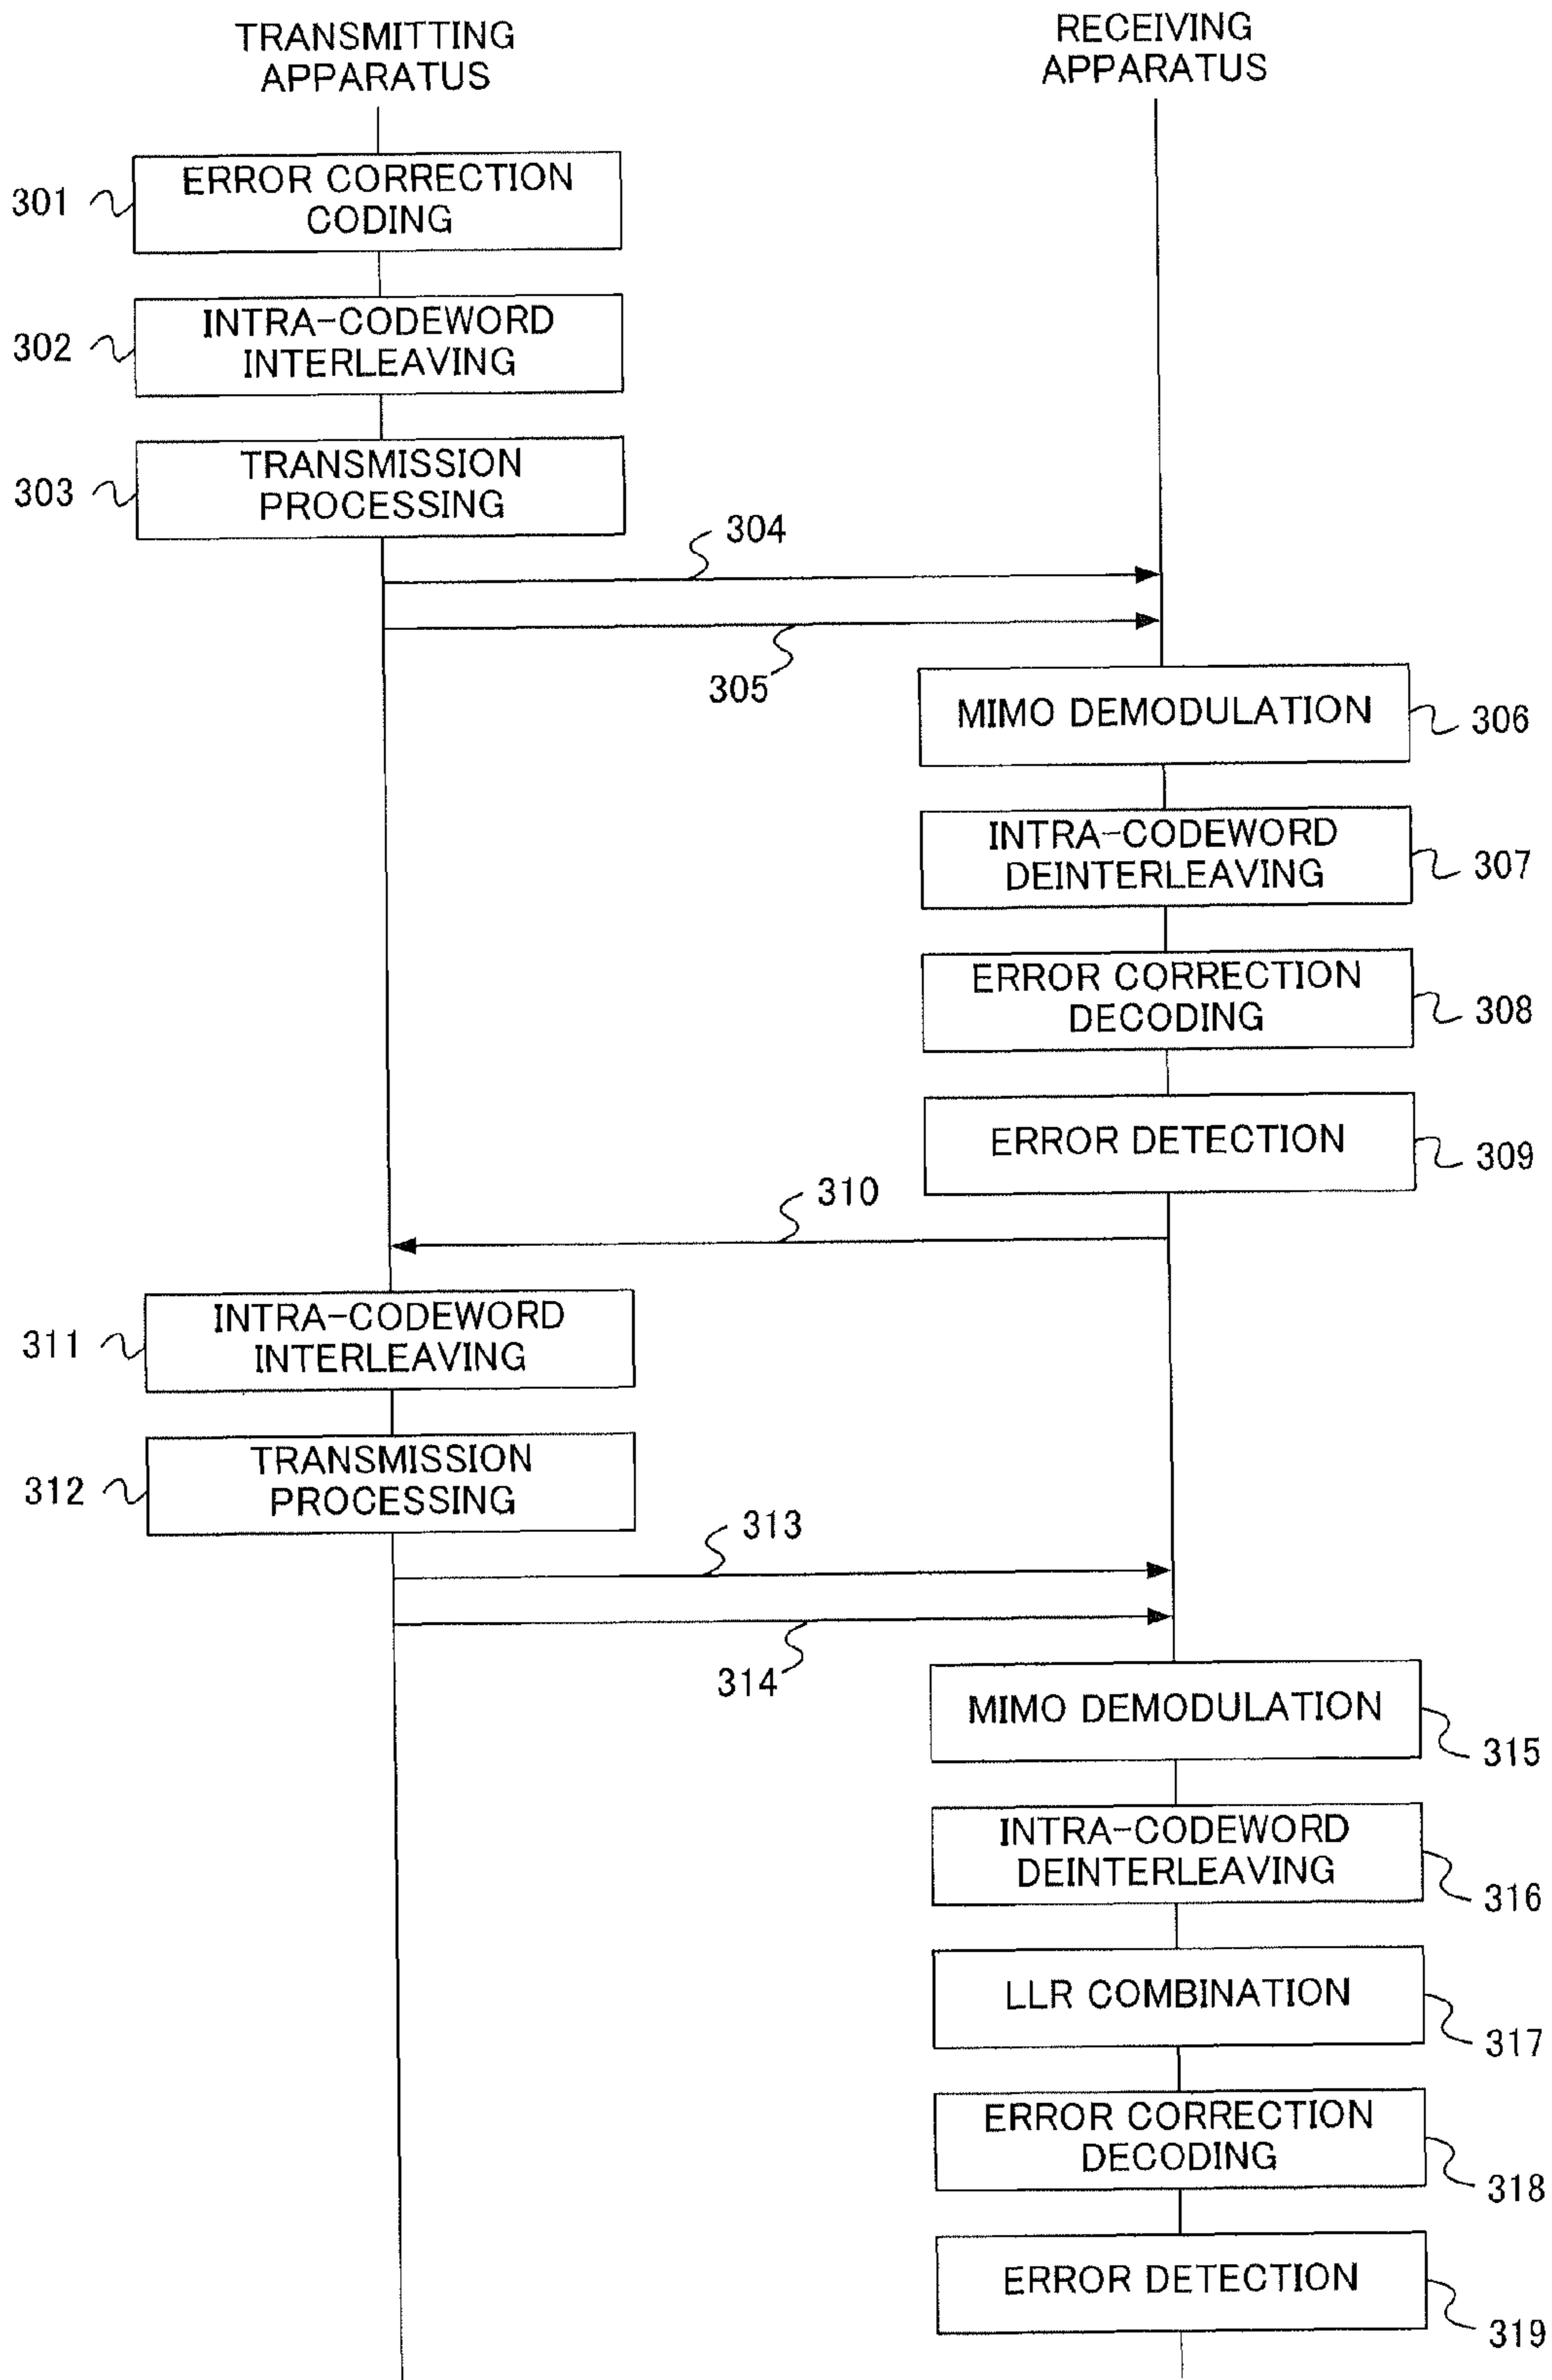 TRANSMITTING
APPARATUS
RECEIVING
APPARATUS
301
ERROR CORRECTION
CODING
302
INTRA-CODEWORD
INTERLEAVING
303
TRANSMISSION
PROCESSING
304
305
MIMO DEMODULATION
306
INTRA-CODEWORD
DEINTERLEAVING
307
ERROR CORRECTION
DECODING
308
ERROR DETECTION
309
310
311
INTRA-CODEWORD
INTERLEAVING
312
TRANSMISSION
PROCESSING
313
314
MIMO DEMODULATION
315
INTRA-CODEWORD
DEINTERLEAVING
316
LLR COMBINATION
317
ERROR CORRECTION
DECODING
318
ERROR DETECTION
319